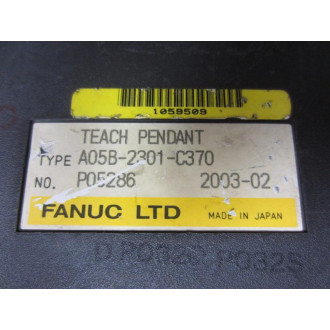 1059509
TEACH PENDANT
TYPE A05B-2301-C370
NO. P05286 2003-02
FANUC LTD MADE IN JAPAN